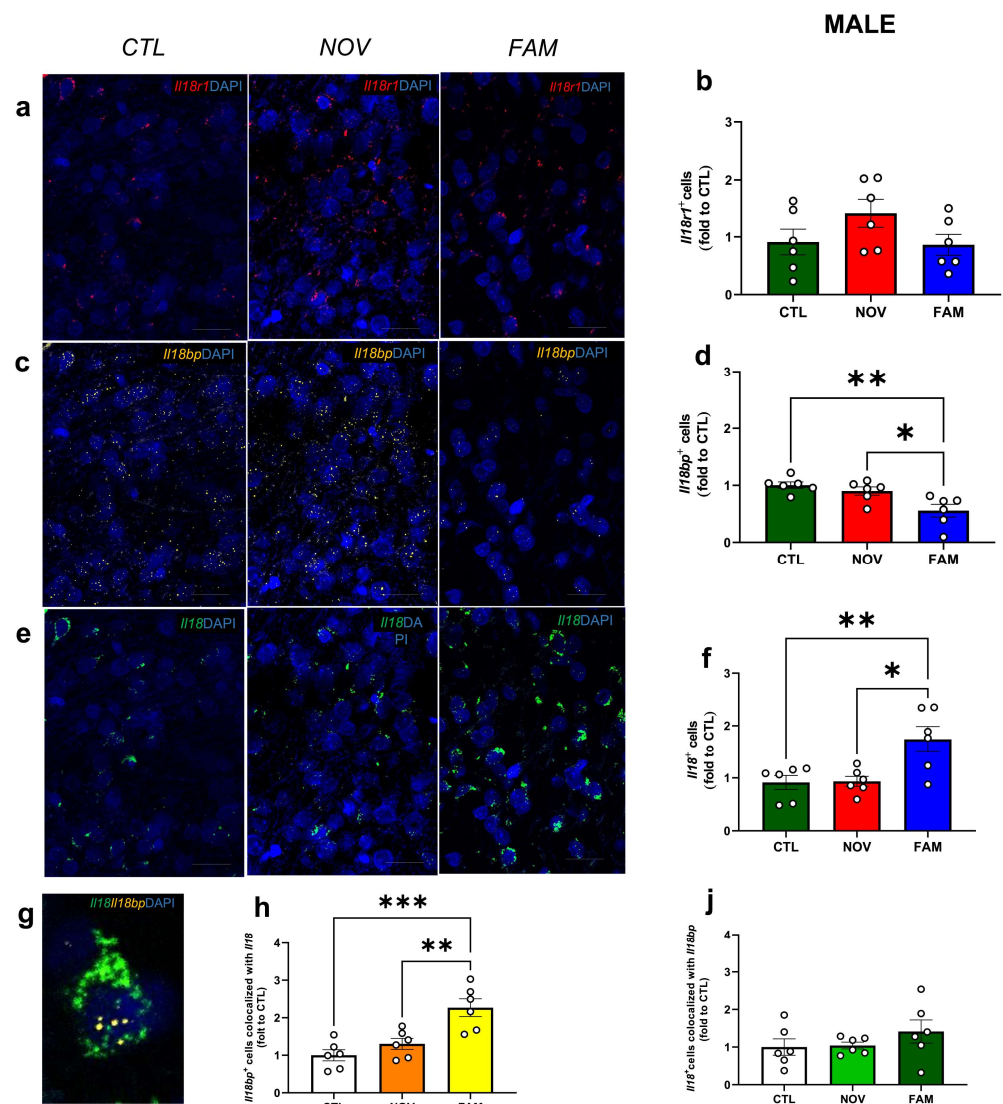 MALE
CTL NOV FAM
a
Il18r1DAPI
Il18r1DAPI
Il18r1DAPI
b
Il18r1+ cells
(fold to CTL)
3
2
1
0
CTL NOV FAM
c
Il18bpDAPI
Il18bpDAPI
Il18bpDAPI
d
Il18bp+ cells
(fold to CTL)
3
2
1
0
**
*
CTL NOV FAM
e
Il18DAPI
Il18DA
PI
Il18DAPI
f
Il18+ cells
(fold to CTL)
3
2
1
0
**
*
CTL NOV FAM
g
Il18Il18bpDAPI
h
Il18bp+ cells colocalized with Il18
(folt to CTL)
4
3
2
1
0
***
**
CTL NOV FAM
j
Il18+cells colocalized with Il18bp
(fold to CTL)
4
3
2
1
0
CTL NOV FAM